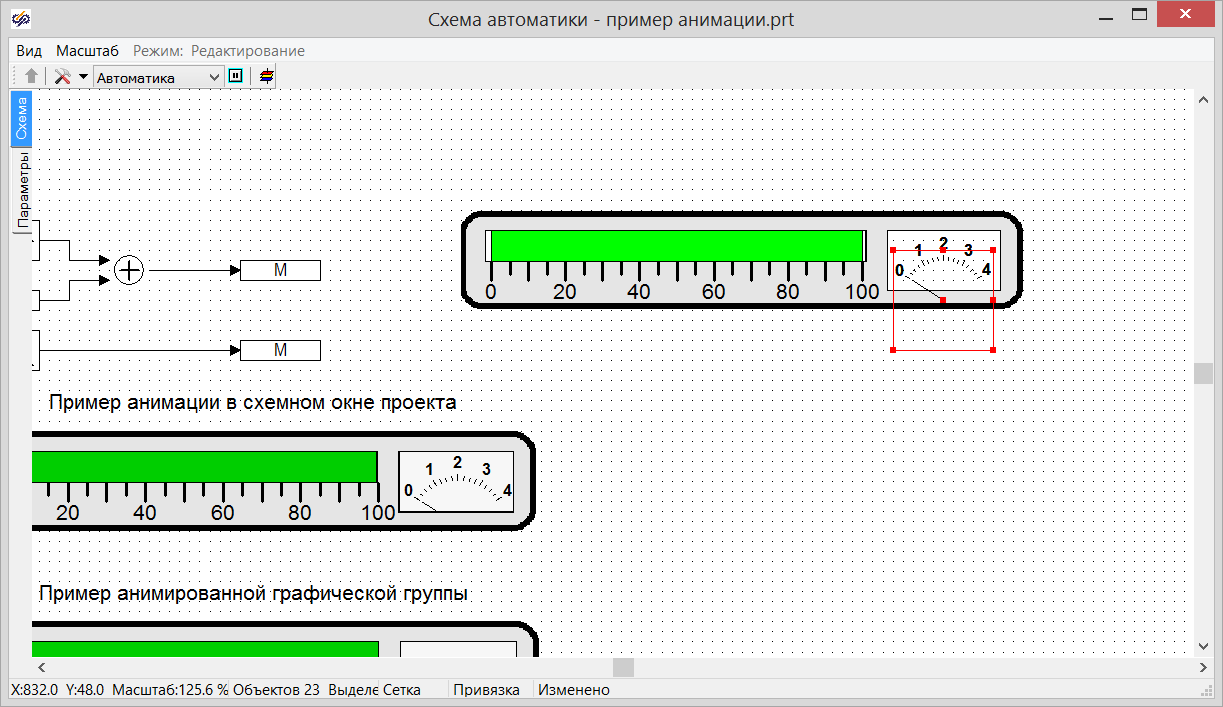 Схема автоматики - пример анимации.prt
Вид Масштаб Режим: Редактирование
Автоматика
Схема
Параметры
M
0 20 40 60 80 100
0 1 2 3 4
M
Пример анимации в схемном окне проекта
20 40 60 80 100
0 1 2 3 4
Пример анимированной графической группы
X:832.0 Y:48.0 Масштаб:125.6 % Объектов 23 Выделе Сетка Привязка Изменено